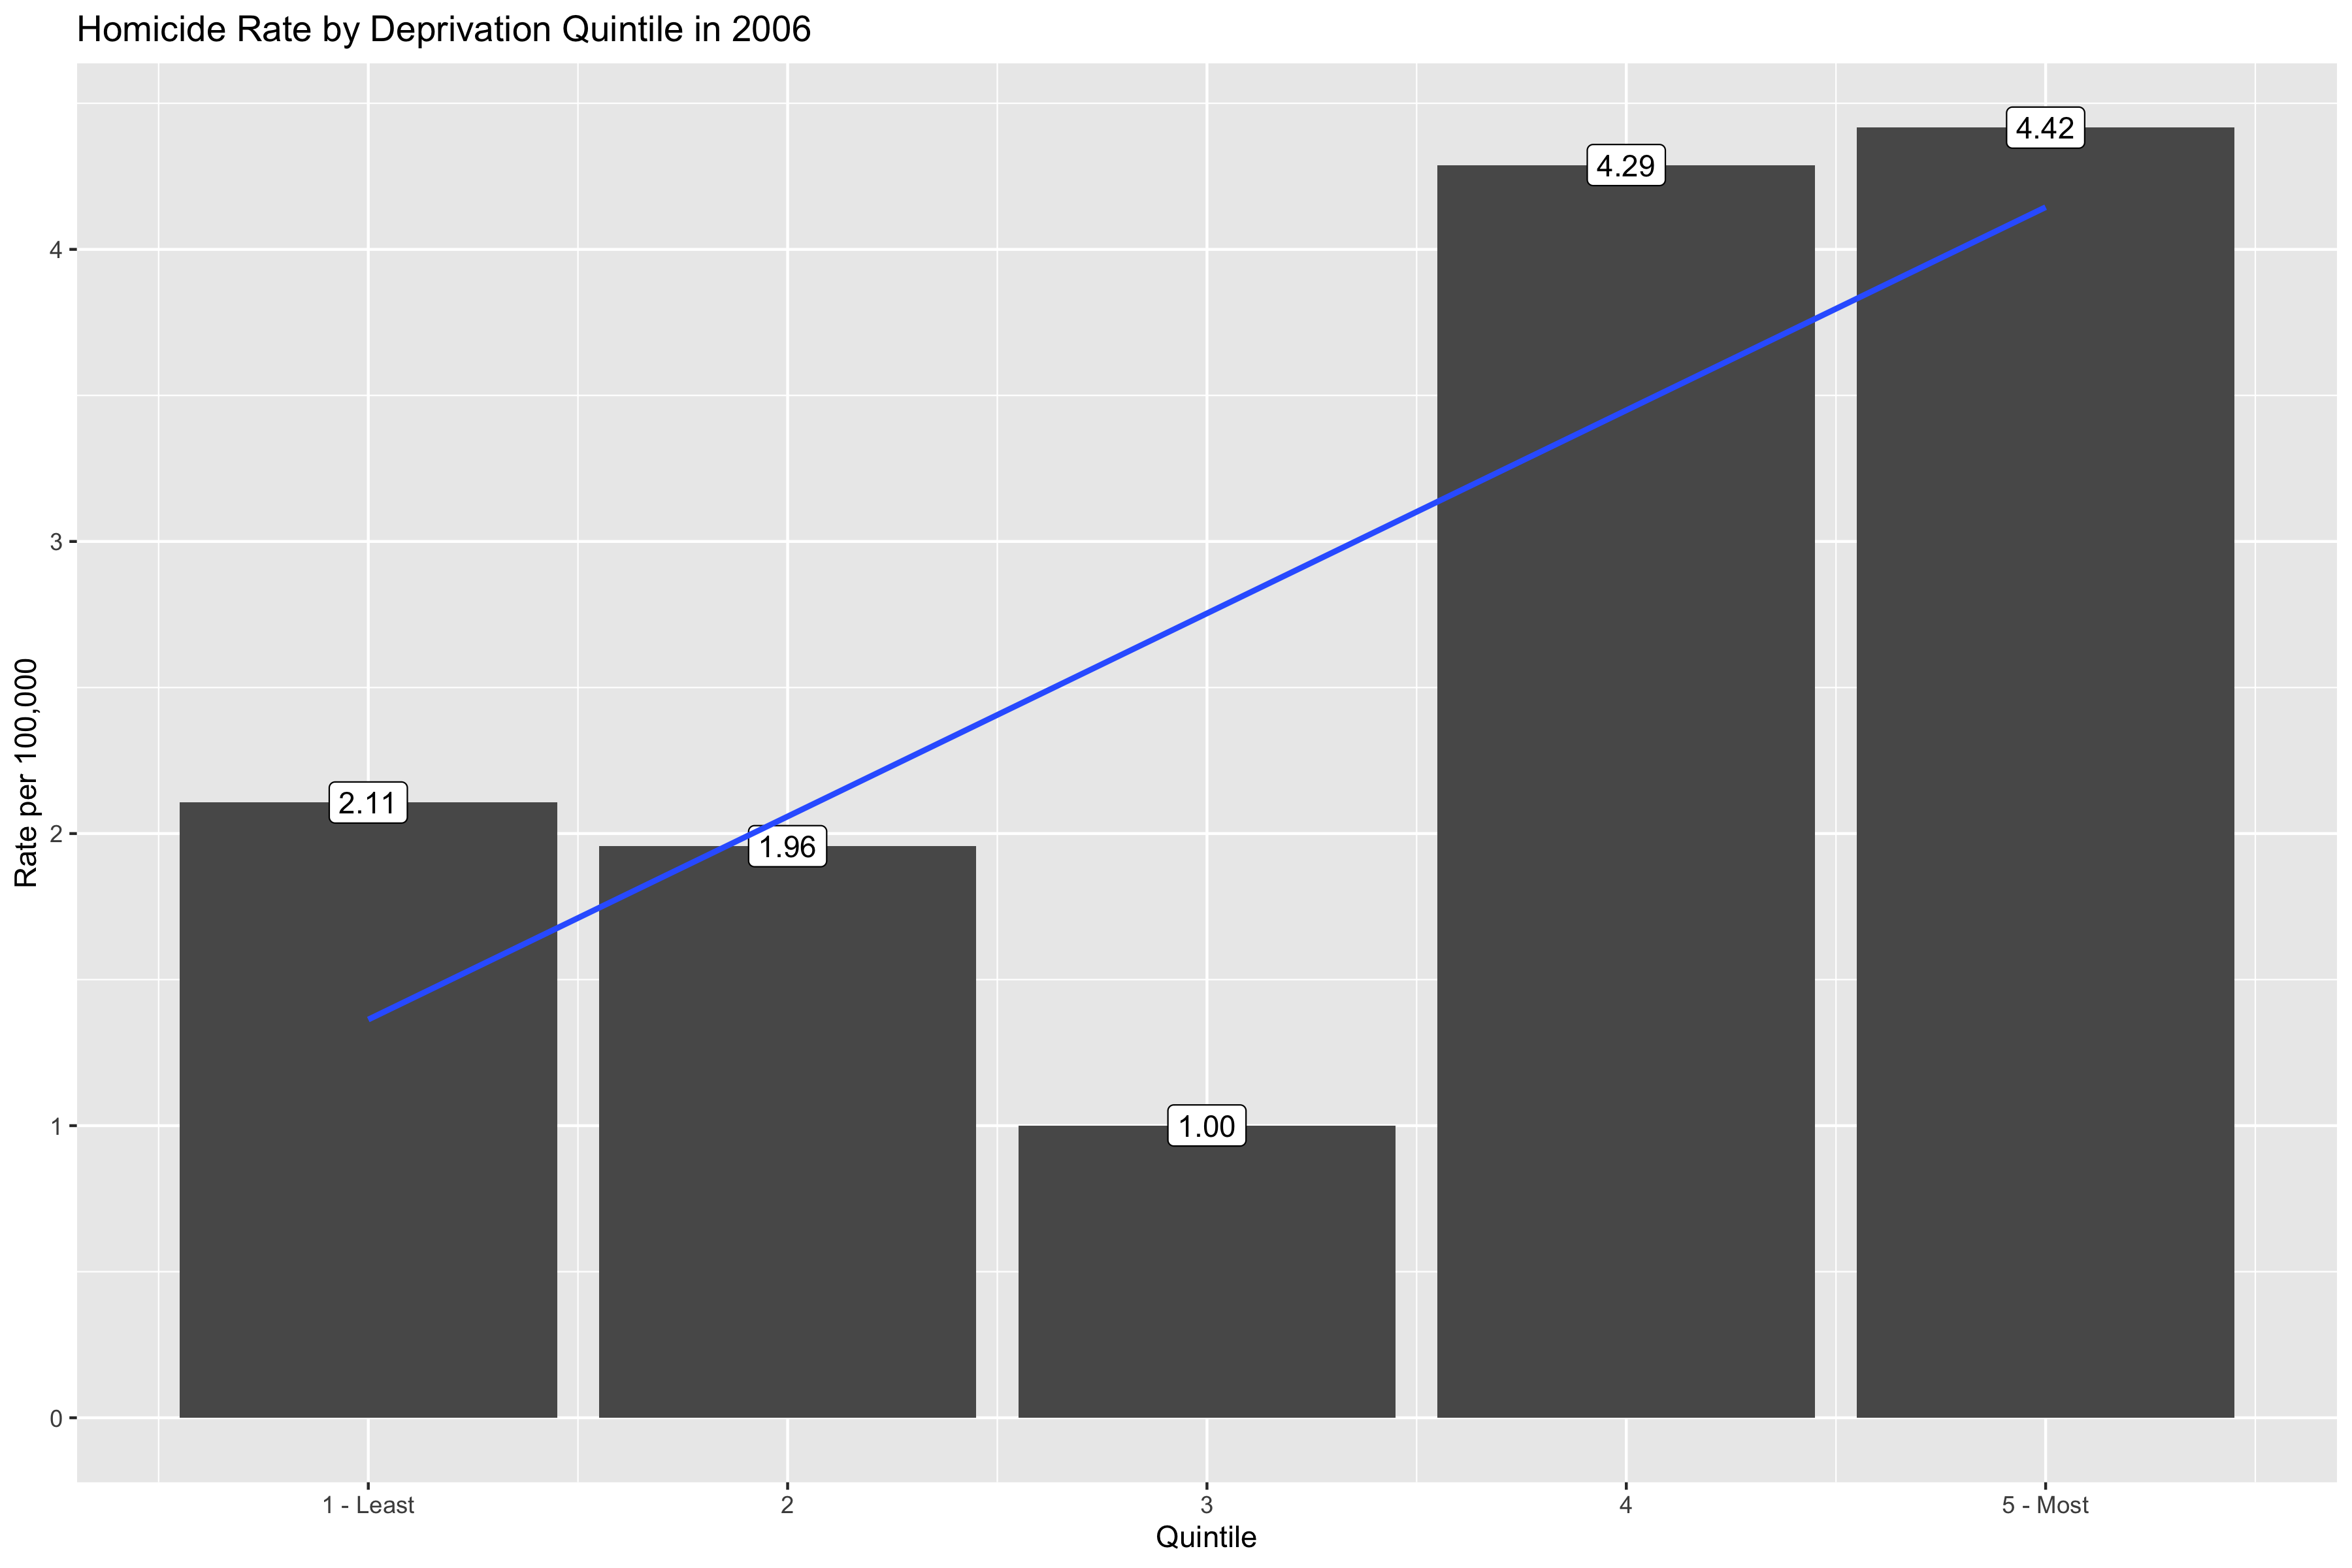 Homicide Rate by Deprivation Quintile in 2006
Rate per 100,000
4
3
2
1
0
2.11
1.96
1.00
4.29
4.42
1 - Least
2
3
4
5 - Most
Quintile